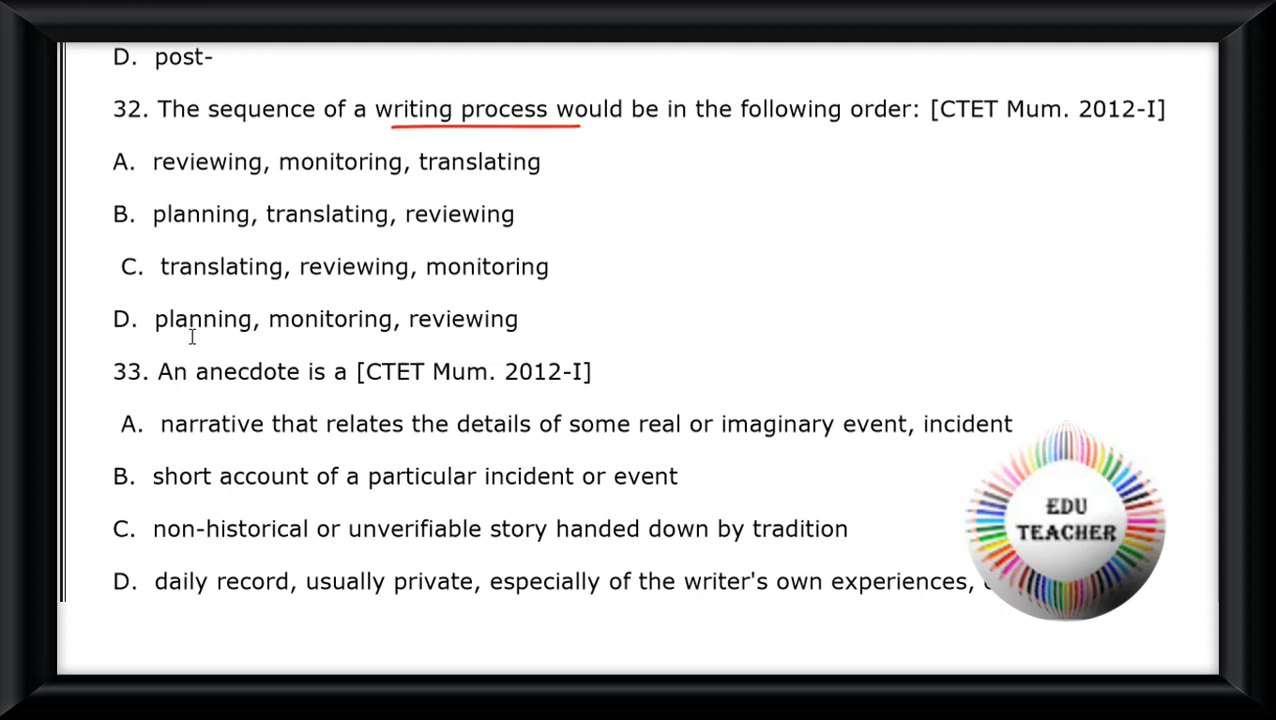 D. post-
32. The sequence of a writing process would be in the following order: [CTET Mum. 2012-I]
A. reviewing, monitoring, translating
B. planning, translating, reviewing
C. translating, reviewing, monitoring
D. planning, monitoring, reviewing
33. An anecdote is a [CTET Mum. 2012-I]
A. narrative that relates the details of some real or imaginary event, incident
B. short account of a particular incident or event
C. non-historical or unverifiable story handed down by tradition
D. daily record, usually private, especially of the writer's own experiences,
EDU
TEACHER